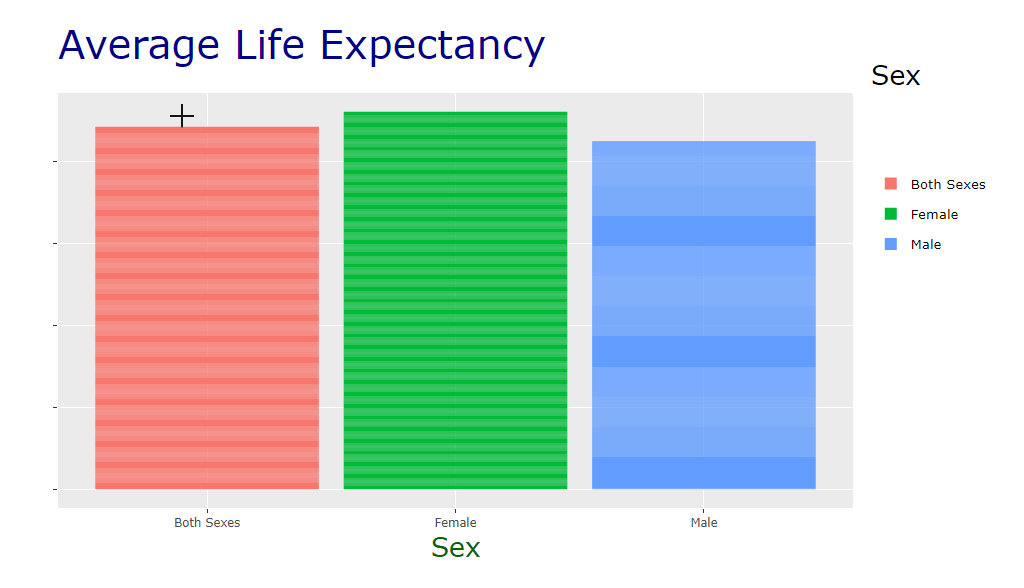 Average Life Expectancy
Sex
Both Sexes
Female
Male
Both Sexes
Female
Male
Sex